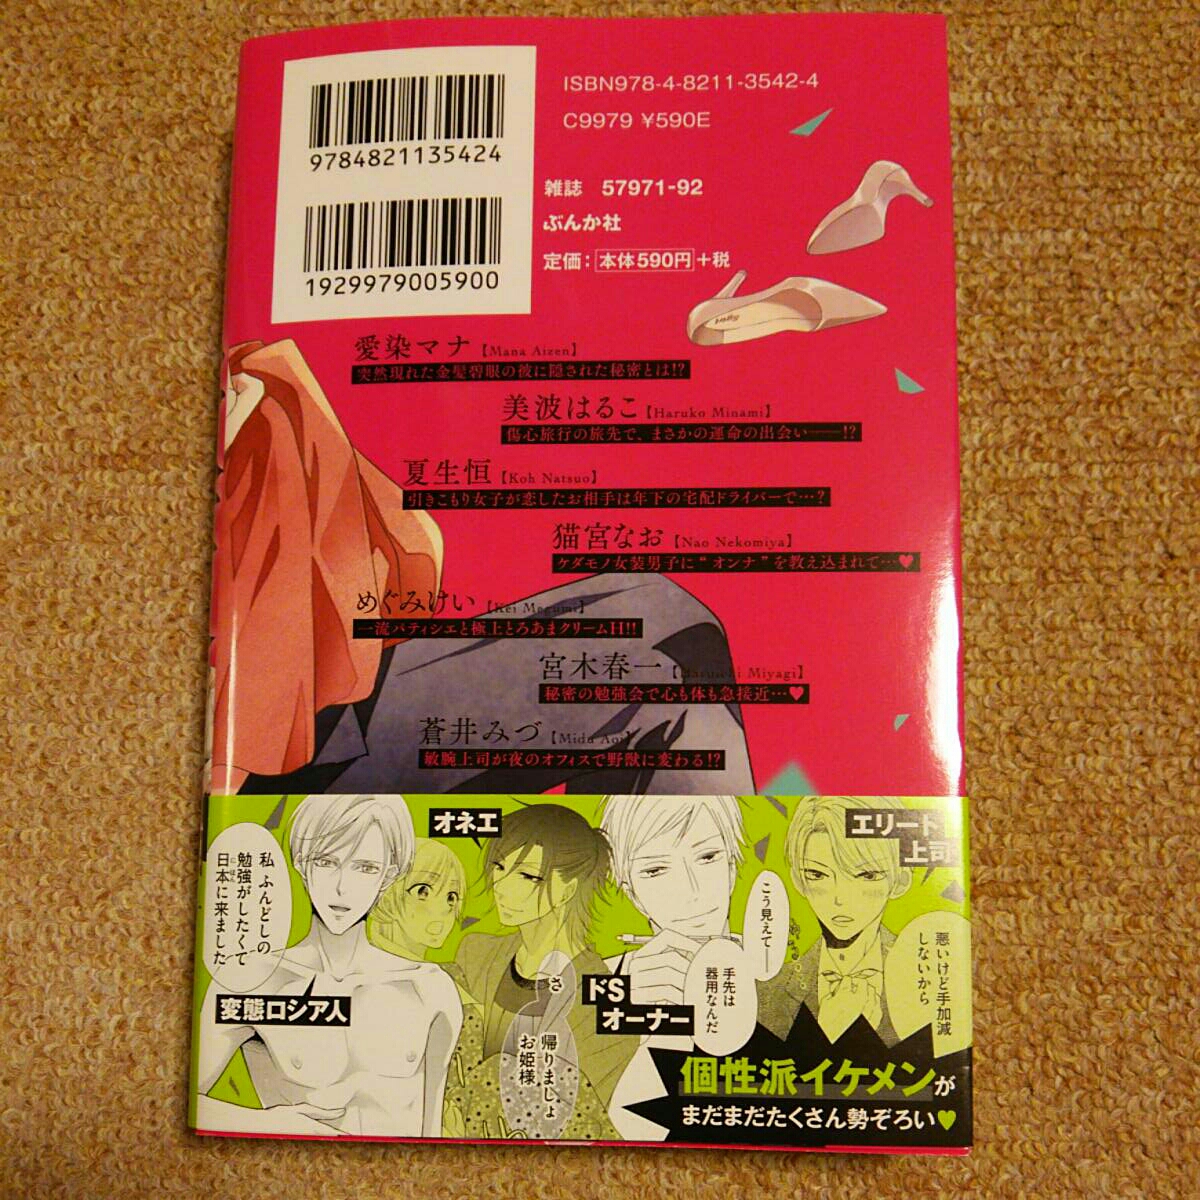 ISBN978-4-8211-3542-4
C9979 ¥590E
9784821135424
雑誌 57971-92
ぶんか社
定価：本体590円+税
1929979005900
愛染マナ【Mana Aizen】
突然現れた金髪碧眼の彼に隠された秘密とは!?
美波はるこ【Haruko Minami】
傷心旅行の旅先で、まさかの運命の出会い——!?
夏生恒【Koh Natsuo】
引きこもり女子が恋したお相手は年下の宅配ドライバーで…?
猫宮なお【Nao Nekomiya】
ケダモノ女装男子に“オンナ”を教え込まれて…♥
めぐみけい【Kei Megumi】
一流パティシエと極上とろあまクリームH!!
宮木春一【Haruichi Miyagi】
秘密の勉強会で心も体も急接近…♥
蒼井みづ【Midu Aoi】
敏腕上司が夜のオフィスで野獣に変わる!?
私 ふんどしの
勉強がしたくて
日本に来ました
にほん
変態ロシア人
オネエ
さ
帰りましょ
お姫様
ドS
オーナー
こう見えて—
手先は
器用なんだ
エリート
上司
悪いけど手加減
しないから
個性派イケメンが
まだまだたくさん勢ぞろい♥